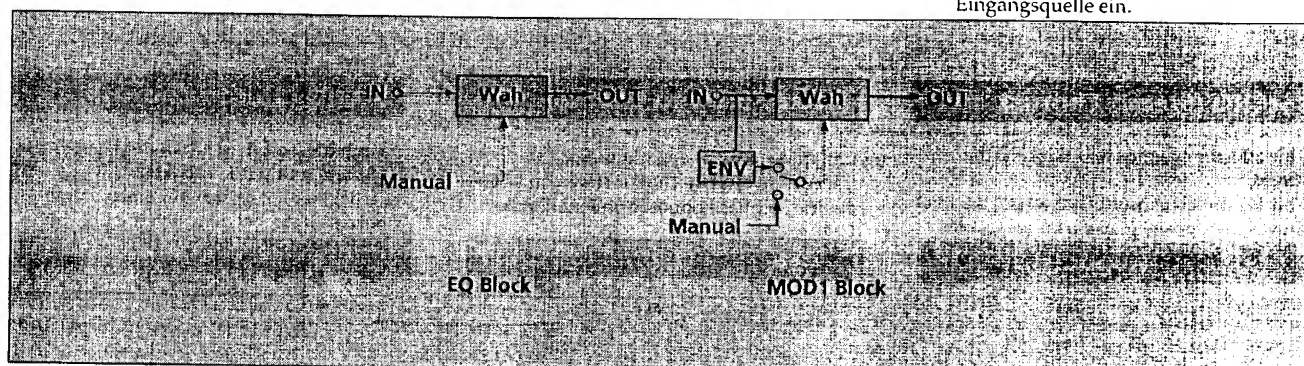 Eingangsquelle ein.
IN Wah OUT IN Wah OUT
ENV
Manual
Manual
EQ Block MOD1 Block